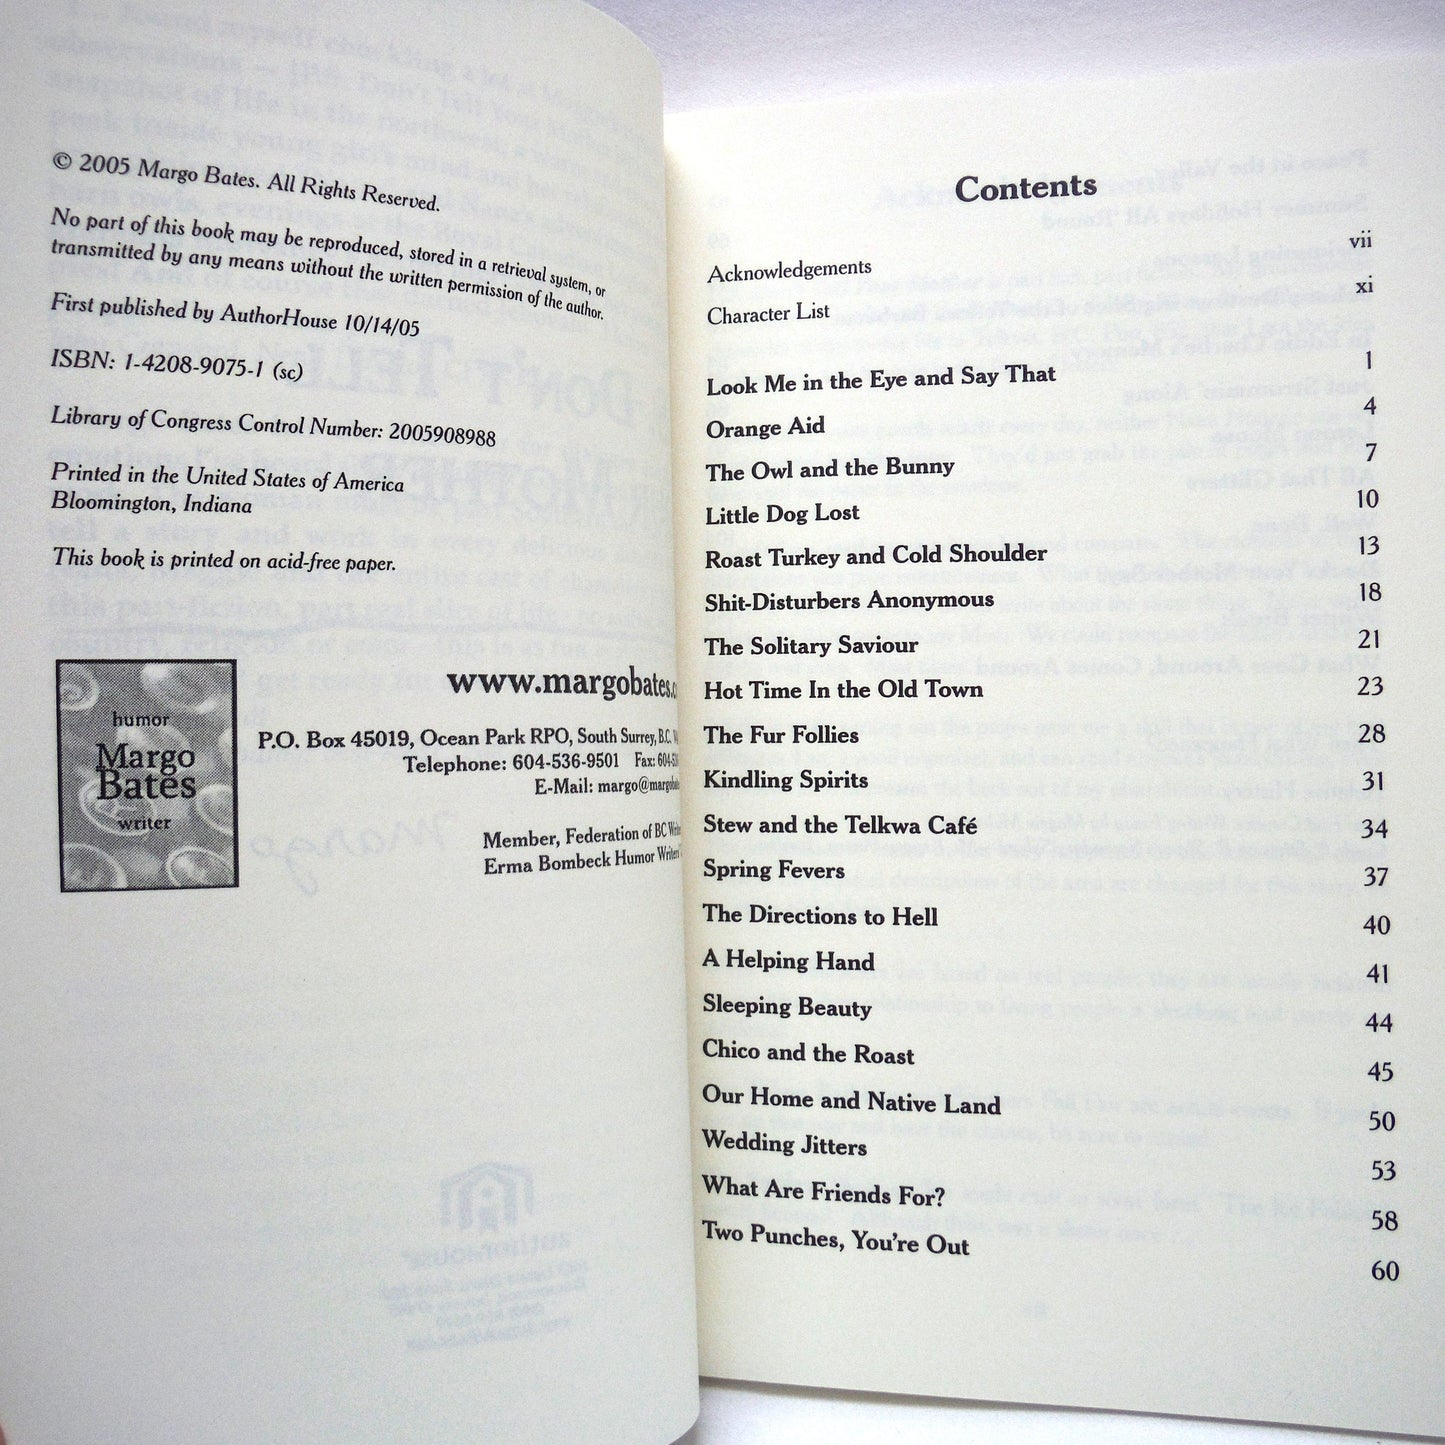 © 2005 Margo Bates. All Rights Reserved.
No part of this book may be reproduced, stored in a retrieval system, or
transmitted by any means without the written permission of the author.
First published by AuthorHouse 10/14/05
ISBN: 1-4208-9075-1 (sc)
Library of Congress Control Number: 2005908988
Printed in the United States of America
Bloomington, Indiana
This book is printed on acid-free paper.
humor
Margo
Bates
writer
www.margobates.c
P.O. Box 45019, Ocean Park RPO, South Surrey, B.C.
Telephone: 604-536-9501 Fax: 604-
E-Mail: margo@margobat
Member, Federation of BC Write
Erma Bombeck Humor Writers
Contents
Acknowledgements vii
Character List xi
Look Me in the Eye and Say That 1
Orange Aid 4
The Owl and the Bunny 7
Little Dog Lost 10
Roast Turkey and Cold Shoulder 13
Shit-Disturbers Anonymous 18
The Solitary Saviour 21
Hot Time In the Old Town 23
The Fur Follies 28
Kindling Spirits 31
Stew and the Telkwa Café 34
Spring Fevers 37
The Directions to Hell 40
A Helping Hand 41
Sleeping Beauty 44
Chico and the Roast 45
Our Home and Native Land 50
Wedding Jitters 53
What Are Friends For? 58
Two Punches, You're Out 60